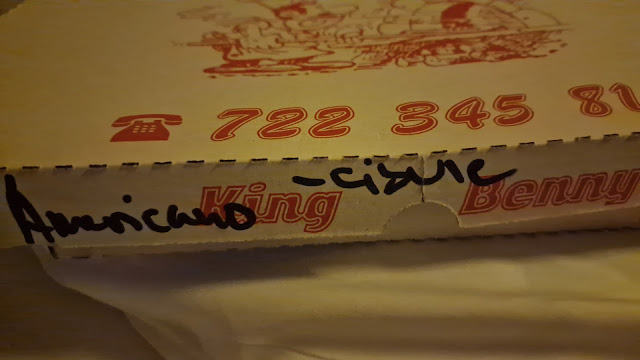 722 345 81
Americano -cibule
King Benny